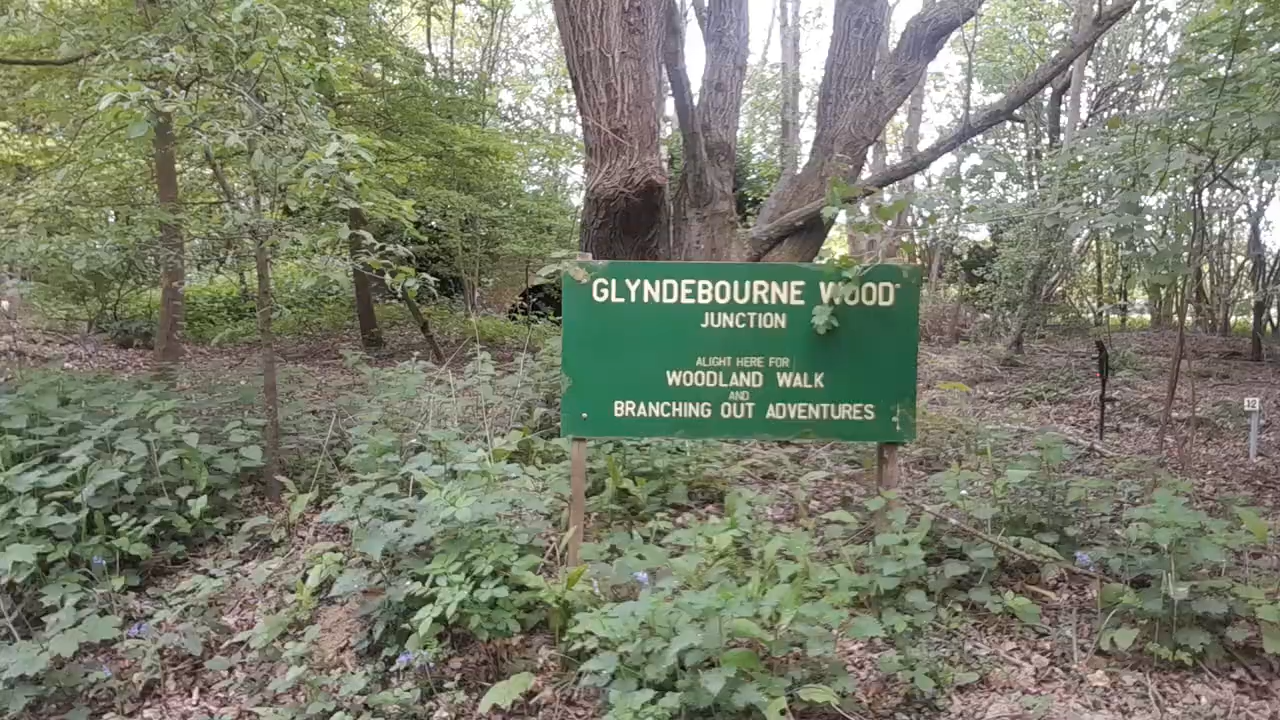 GLYNDEBOURNE WOOD
JUNCTION
ALIGHT HERE FOR
WOODLAND WALK
AND
BRANCHING OUT ADVENTURES
12